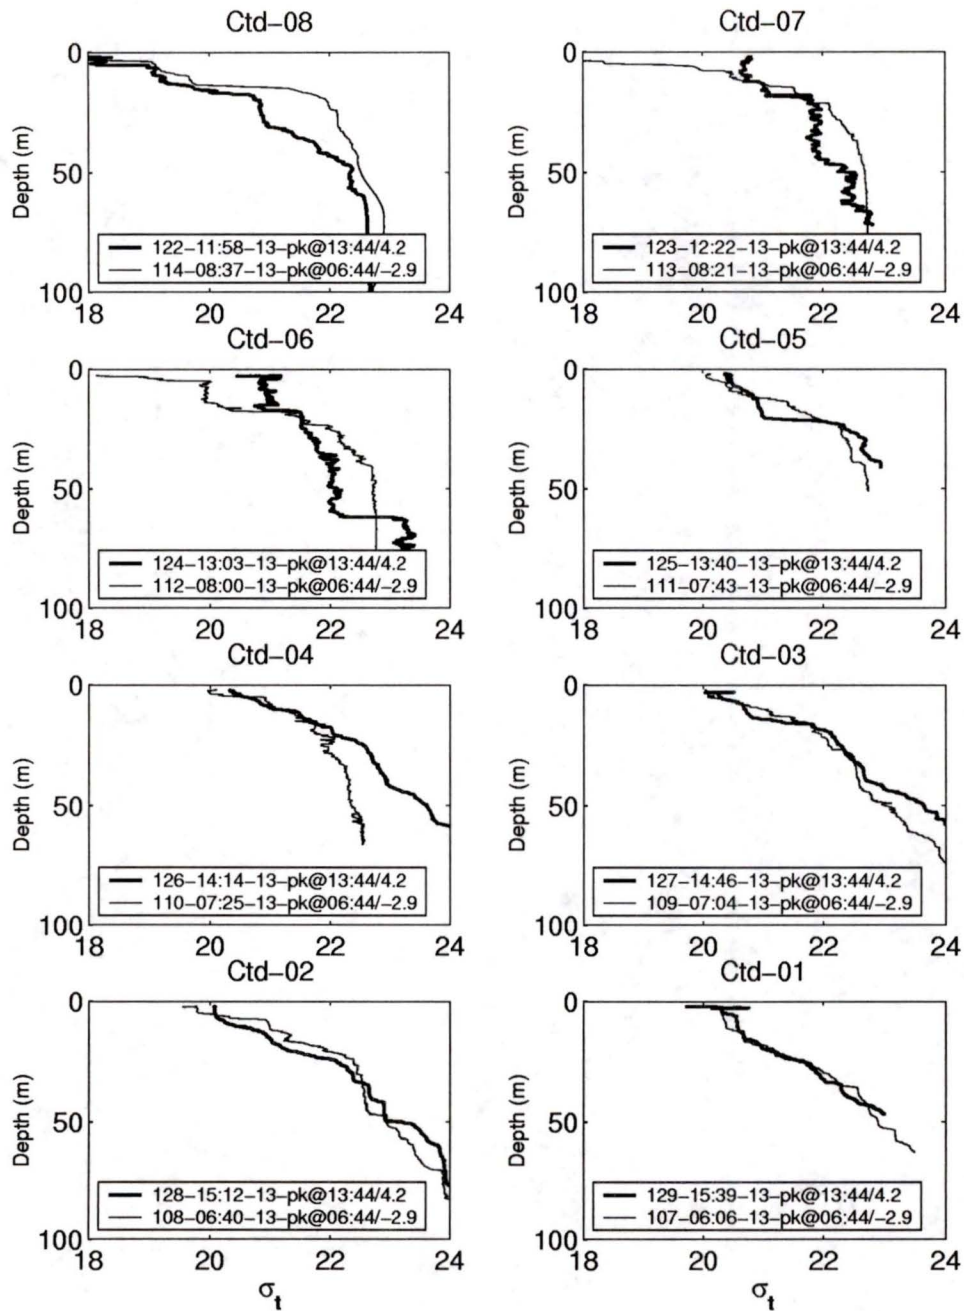 Ctd–08
0
50
100
Depth (m)
122–11:58–13–pk@13:44/4.2
114–08:37–13–pk@06:44/–2.9
18 20 22 24
Ctd–07
0
50
100
Depth (m)
123–12:22–13–pk@13:44/4.2
113–08:21–13–pk@06:44/–2.9
18 20 22 24
Ctd–06
0
50
100
Depth (m)
124–13:03–13–pk@13:44/4.2
112–08:00–13–pk@06:44/–2.9
18 20 22 24
Ctd–05
0
50
100
Depth (m)
125–13:40–13–pk@13:44/4.2
111–07:43–13–pk@06:44/–2.9
18 20 22 24
Ctd–04
0
50
100
Depth (m)
126–14:14–13–pk@13:44/4.2
110–07:25–13–pk@06:44/–2.9
18 20 22 24
Ctd–03
0
50
100
Depth (m)
127–14:46–13–pk@13:44/4.2
109–07:04–13–pk@06:44/–2.9
18 20 22 24
Ctd–02
0
50
100
Depth (m)
128–15:12–13–pk@13:44/4.2
108–06:40–13–pk@06:44/–2.9
18 20 22 24
σt
Ctd–01
0
50
100
Depth (m)
129–15:39–13–pk@13:44/4.2
107–06:06–13–pk@06:44/–2.9
18 20 22 24
σt